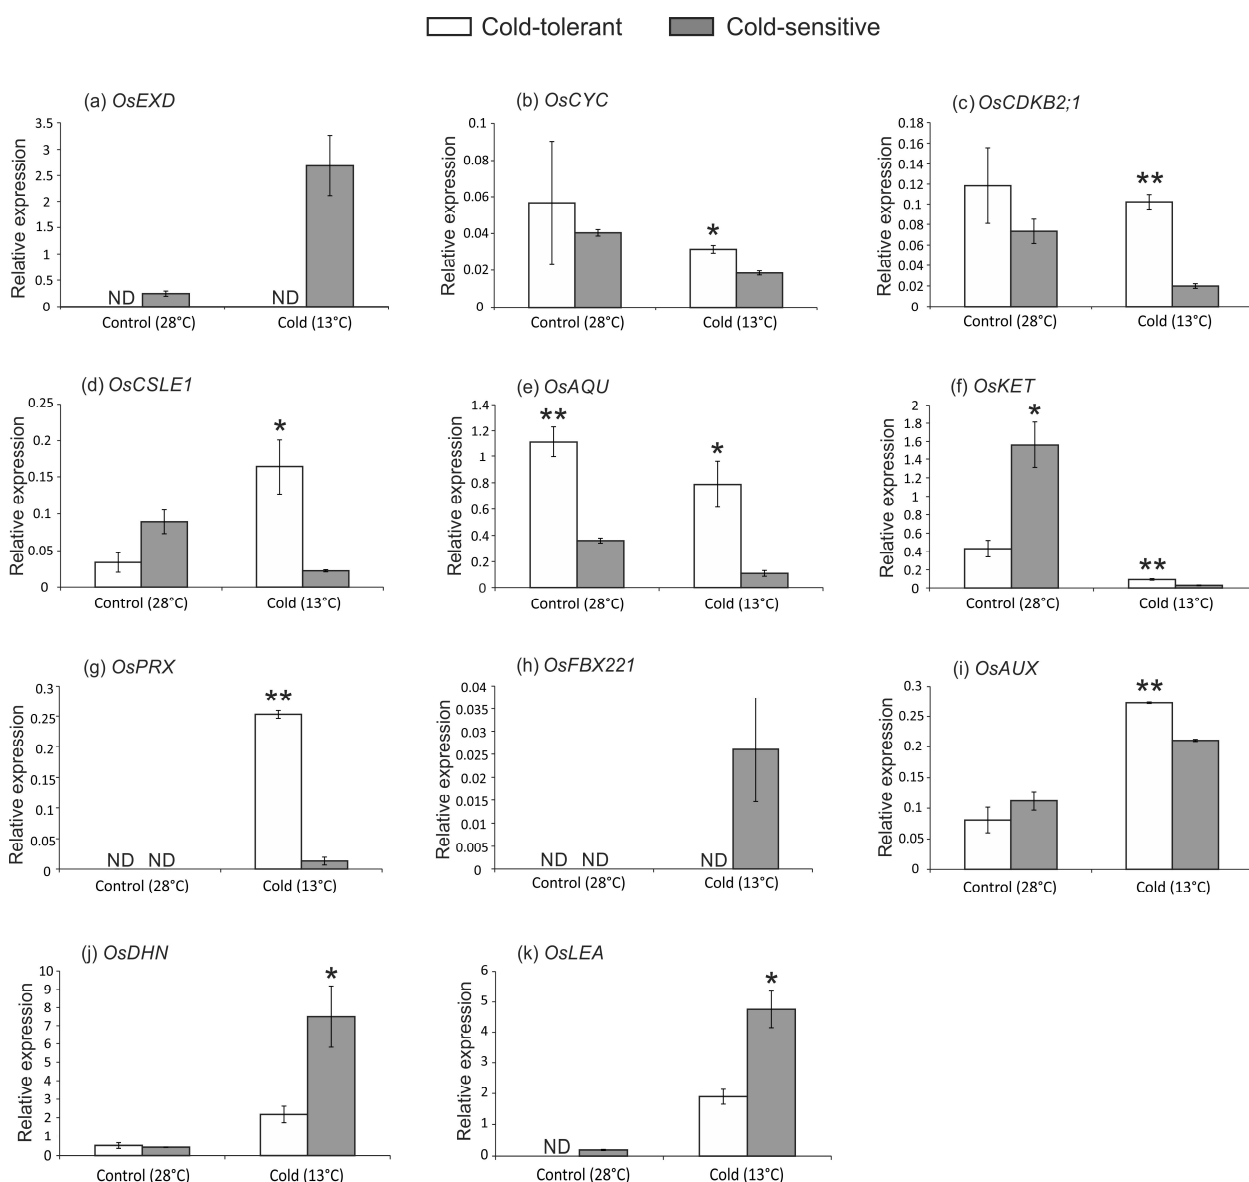 Cold-tolerant Cold-sensitive
(a) OsEXD
Relative expression
3.5
3
2.5
2
1.5
1
0.5
0
ND
ND
Control (28°C) Cold (13°C)
(b) OsCYC
Relative expression
0.1
0.08
0.06
0.04
0.02
0
*
Control (28°C) Cold (13°C)
(c) OsCDKB2;1
Relative expression
0.18
0.16
0.14
0.12
0.1
0.08
0.06
0.04
0.02
0
**
Control (28°C) Cold (13°C)
(d) OsCSLE1
Relative expression
0.25
0.2
0.15
0.1
0.05
0
*
Control (28°C) Cold (13°C)
(e) OsAQU
Relative expression
1.4
1.2
1
0.8
0.6
0.4
0.2
0
**
*
Control (28°C) Cold (13°C)
(f) OsKET
Relative expression
2
1.8
1.6
1.4
1.2
1
0.8
0.6
0.4
0.2
0
*
**
Control (28°C) Cold (13°C)
(g) OsPRX
Relative expression
0.3
0.25
0.2
0.15
0.1
0.05
0
ND ND
**
Control (28°C) Cold (13°C)
(h) OsFBX221
Relative expression
0.04
0.035
0.03
0.025
0.02
0.015
0.01
0.005
0
ND ND ND
Control (28°C) Cold (13°C)
(i) OsAUX
Relative expression
0.3
0.25
0.2
0.15
0.1
0.05
0
**
Control (28°C) Cold (13°C)
(j) OsDHN
Relative expression
10
9
8
7
6
5
4
3
2
1
0
*
Control (28°C) Cold (13°C)
(k) OsLEA
Relative expression
6
5
4
3
2
1
0
ND
*
Control (28°C) Cold (13°C)